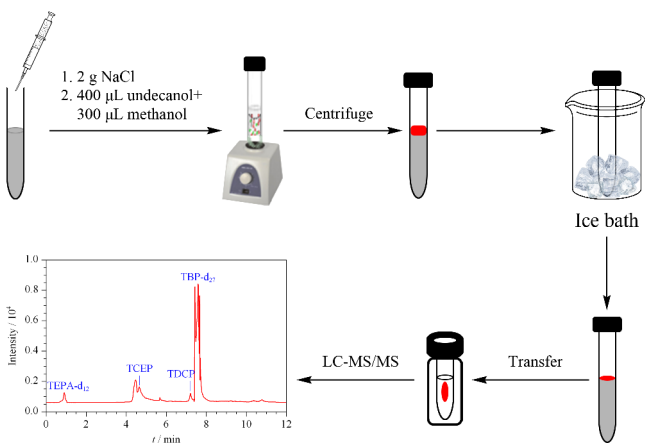 1. 2 g NaCl
2. 400 μL undecanol+
300 μL methanol
Centrifuge
Ice bath
Transfer
LC-MS/MS
Intensity / 10⁴
1.0
0.8
0.6
0.4
0.2
0.0
TEPA-d₁₂
TCEP
TDCP
TBP-d₂₇
0
2
4
6
8
10
12
t / min